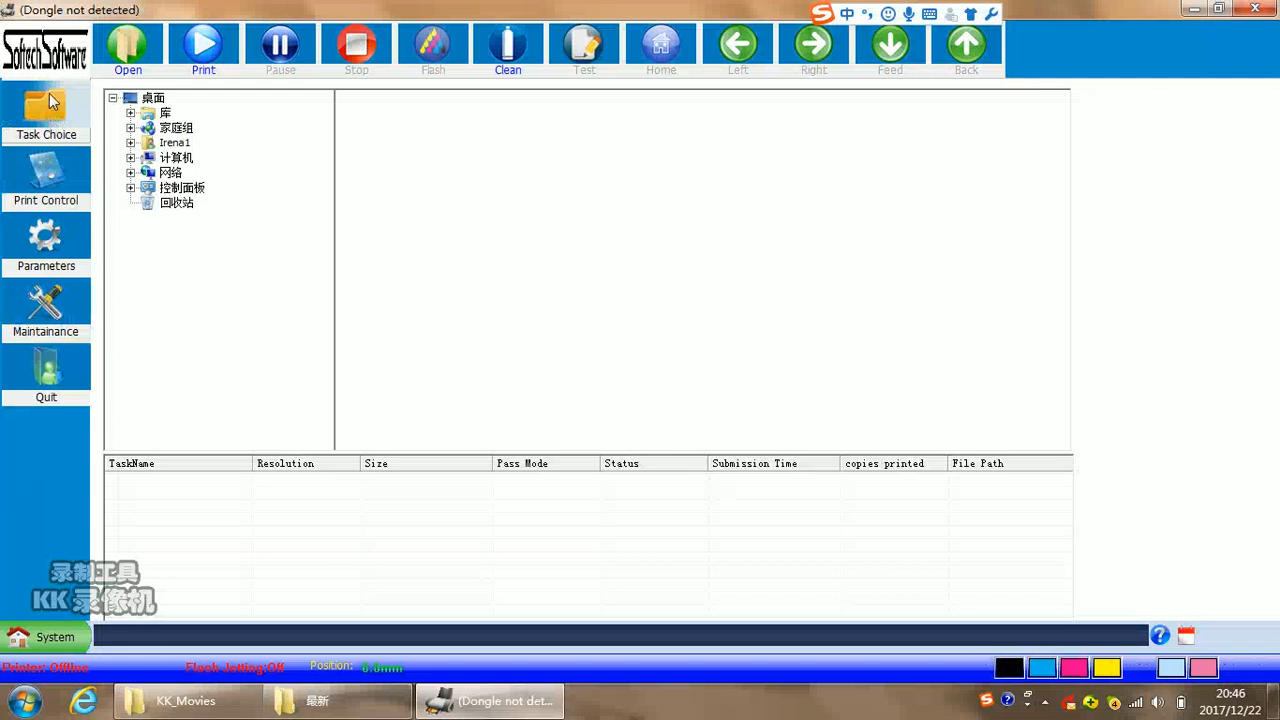 (Dongle not detected)
中
SoftechSoftware
Open
Print
Pause
Stop
Flash
Clean
Test
Home
Left
Right
Feed
Back
Task Choice
Print Control
Parameters
Maintainance
Quit
桌面
库
家庭组
Irena1
计算机
网络
控制面板
回收站
TaskName
Resolution
Size
Pass Mode
Status
Submission Time
copies printed
File Path
录制工具
KK 录像机
System
Printer: Offline
Flash Jetting:Off
Position:
0.0mm
KK_Movies
最新
(Dongle not det...
20:46
2017/12/22